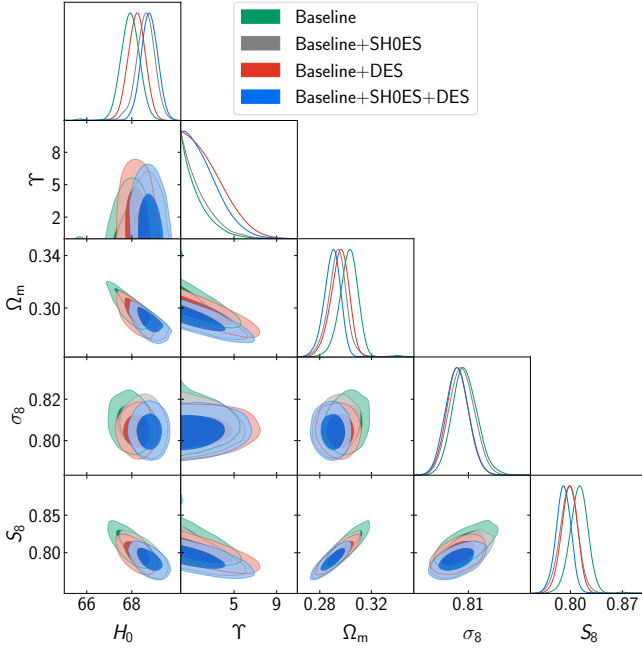 Baseline
Baseline+SH0ES
Baseline+DES
Baseline+SH0ES+DES
8
5
2
ϒ
0.34
0.30
Ωm
0.82
0.80
σ8
0.85
0.80
S8
66 68
5 9
0.28 0.32
0.81
0.80 0.87
H0
ϒ
Ωm
σ8
S8